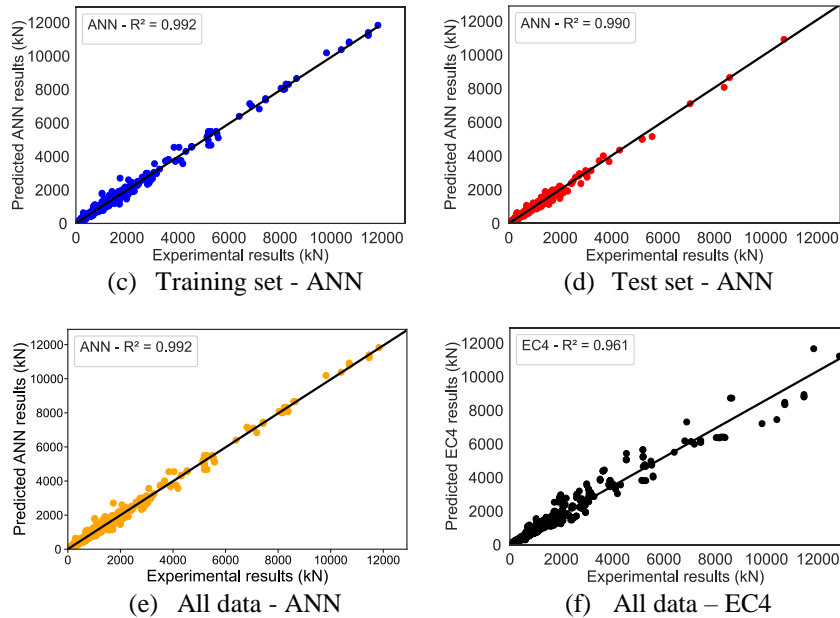 ANN - R² = 0.992
Predicted ANN results (kN)
12000
10000
8000
6000
4000
2000
0
0 2000 4000 6000 8000 10000 12000
Experimental results (kN)
(c) Training set - ANN
ANN - R² = 0.990
Predicted ANN results (kN)
12000
10000
8000
6000
4000
2000
0
0 2000 4000 6000 8000 10000 12000
Experimental results (kN)
(d) Test set - ANN
ANN - R² = 0.992
Predicted ANN results (kN)
12000
10000
8000
6000
4000
2000
0
0 2000 4000 6000 8000 10000 12000
Experimental results (kN)
(e) All data - ANN
EC4 - R² = 0.961
Predicted EC4 results (kN)
12000
10000
8000
6000
4000
2000
0
0 2000 4000 6000 8000 10000 12000
Experimental results (kN)
(f) All data – EC4